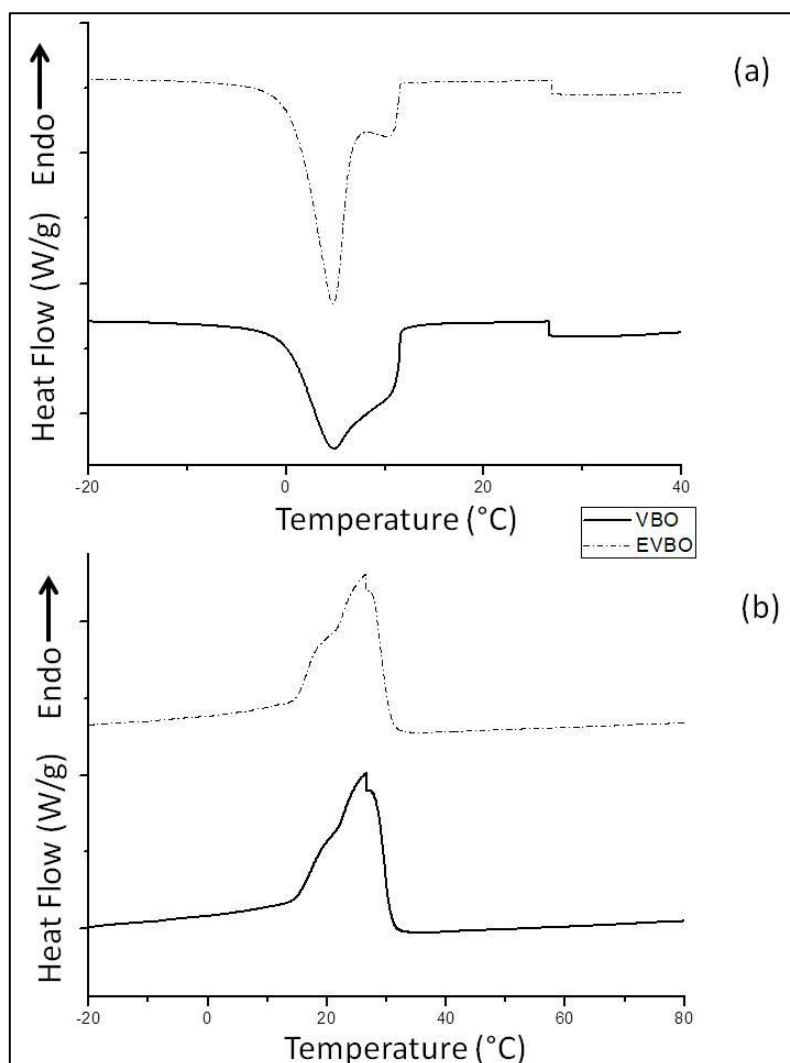 (a)
Heat Flow (W/g) Endo
-20
0
20
40
Temperature (°C)
VBO
EVBO
(b)
Heat Flow (W/g) Endo
-20
0
20
40
60
80
Temperature (°C)